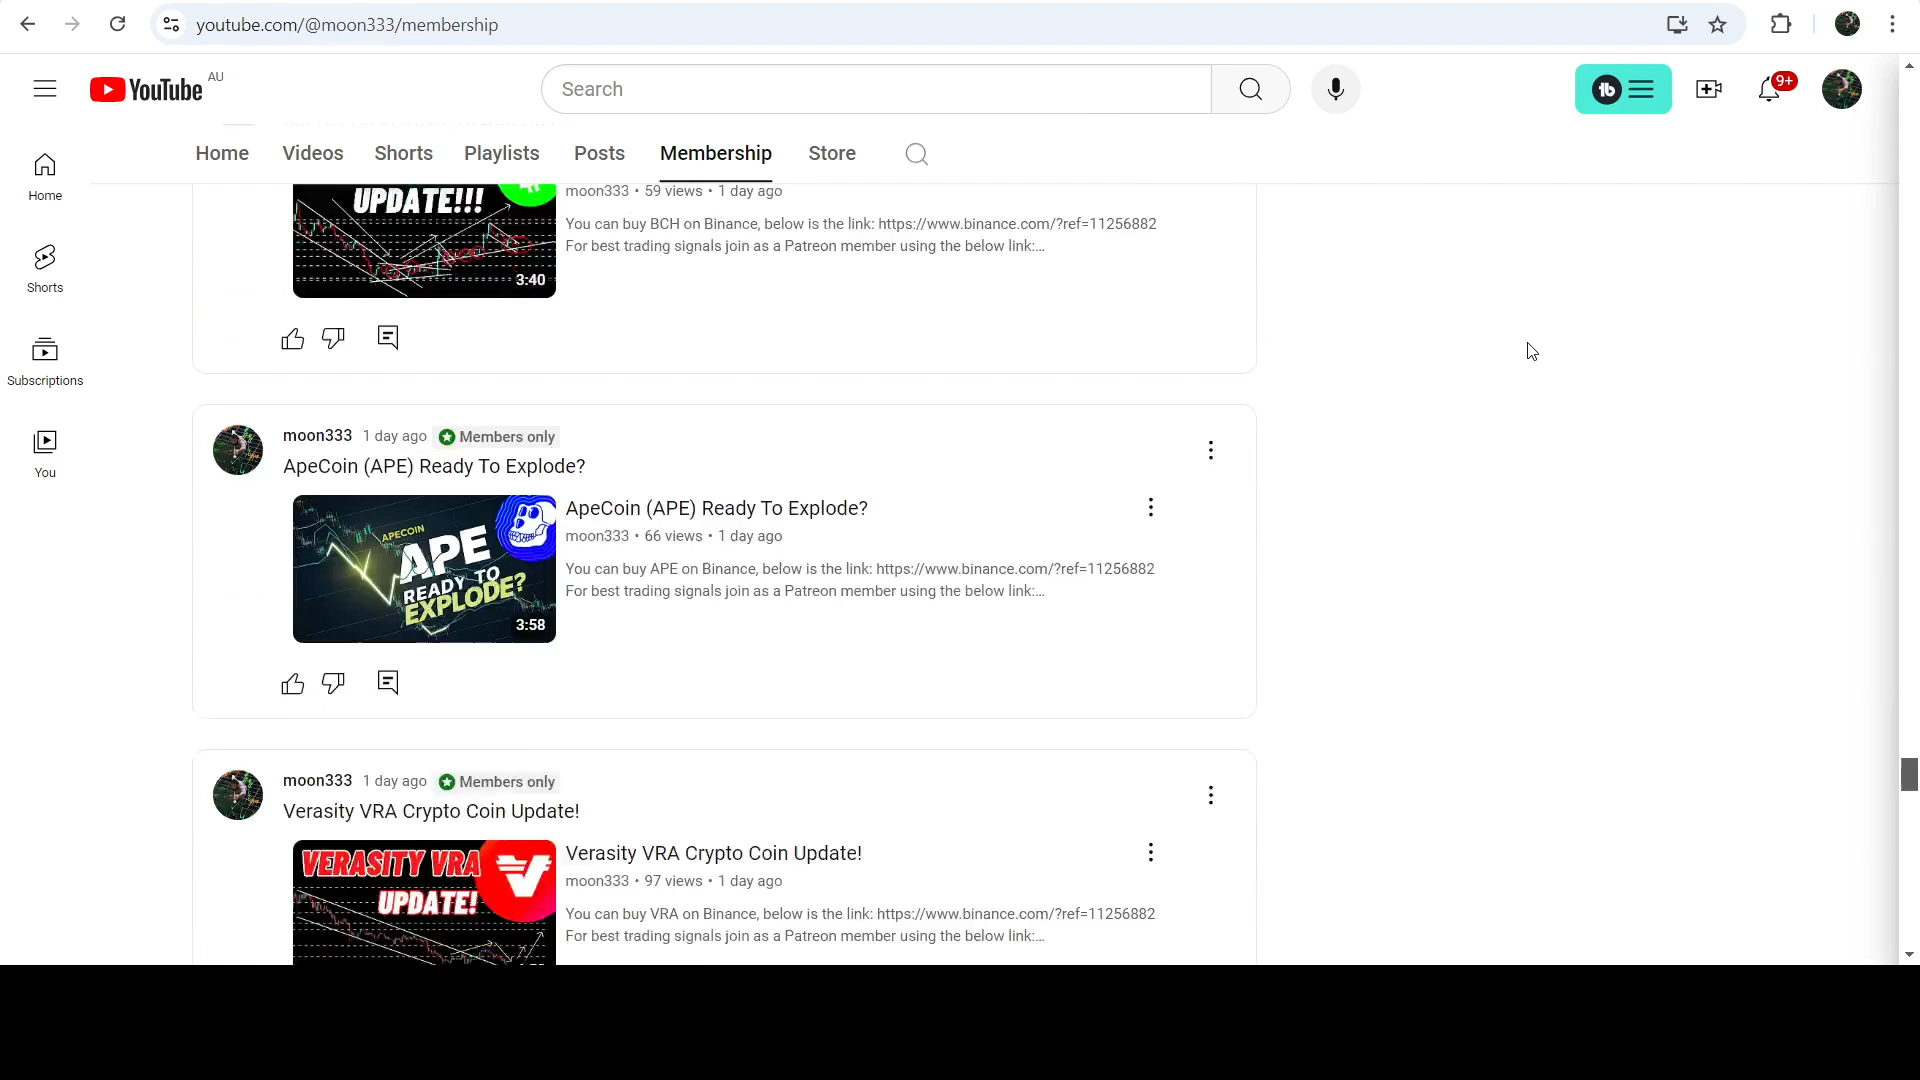 youtube.com/@moon333/membership
YouTube AU
Search
9+
Home Videos Shorts Playlists Posts Membership Store
Home
Shorts
Subscriptions
You
UPDATE!!!
3:40
moon333 • 59 views • 1 day ago
You can buy BCH on Binance, below is the link: https://www.binance.com/?ref=11256882
For best trading signals join as a Patreon member using the below link:...
moon333 1 day ago Members only
ApeCoin (APE) Ready To Explode?
APECOIN
APE
READY TO
EXPLODE?
3:58
ApeCoin (APE) Ready To Explode?
moon333 • 66 views • 1 day ago
You can buy APE on Binance, below is the link: https://www.binance.com/?ref=11256882
For best trading signals join as a Patreon member using the below link:...
moon333 1 day ago Members only
Verasity VRA Crypto Coin Update!
VERASITY VRA
UPDATE!
Verasity VRA Crypto Coin Update!
moon333 • 97 views • 1 day ago
You can buy VRA on Binance, below is the link: https://www.binance.com/?ref=11256882
For best trading signals join as a Patreon member using the below link:...